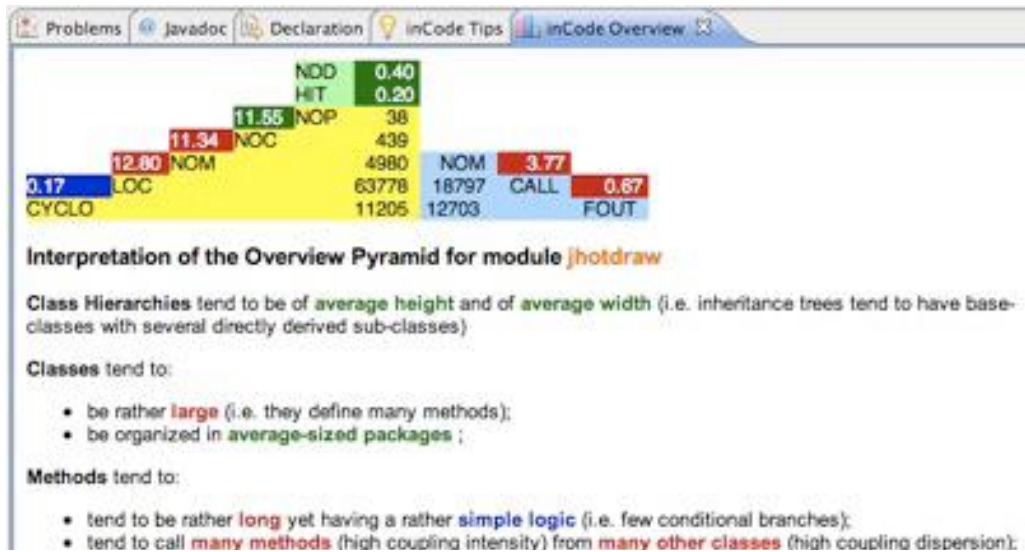 Problems Javadoc Declaration inCode Tips inCode Overview
NDD 0.40
HIT 0.20
11.55 NOP 38
11.34 NOC 439
12.80 NOM 4980 NOM 3.77
0.17 LOC 63778 18797 CALL 0.67
CYCLO 11205 12703 FOUT
Interpretation of the Overview Pyramid for module jhotdraw
Class Hierarchies tend to be of average height and of average width (i.e. inheritance trees tend to have base-
classes with several directly derived sub-classes)
Classes tend to:
• be rather large (i.e. they define many methods);
• be organized in average-sized packages ;
Methods tend to:
• tend to be rather long yet having a rather simple logic (i.e. few conditional branches);
• tend to call many methods (high coupling intensity) from many other classes (high coupling dispersion);